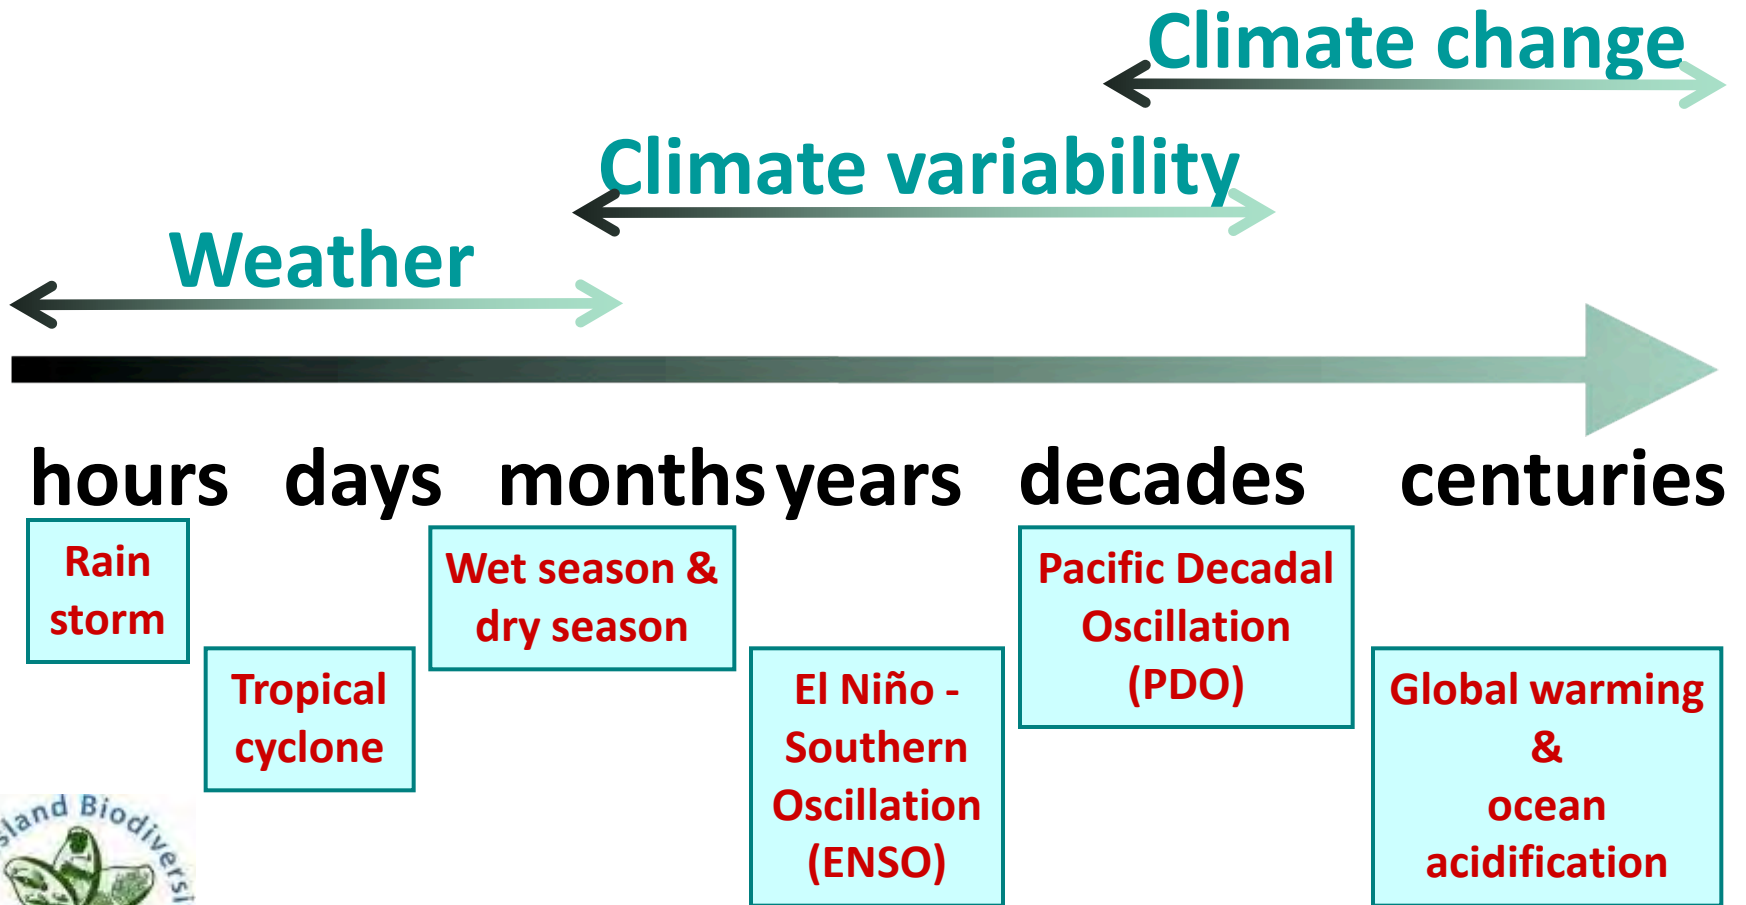 Climate change
Climate variability
Weather
hours days months years decades centuries
Rain
storm
Tropical
cyclone
Wet season &
dry season
El Niño -
Southern
Oscillation
(ENSO)
Pacific Decadal
Oscillation
(PDO)
Global warming
&
ocean
acidification